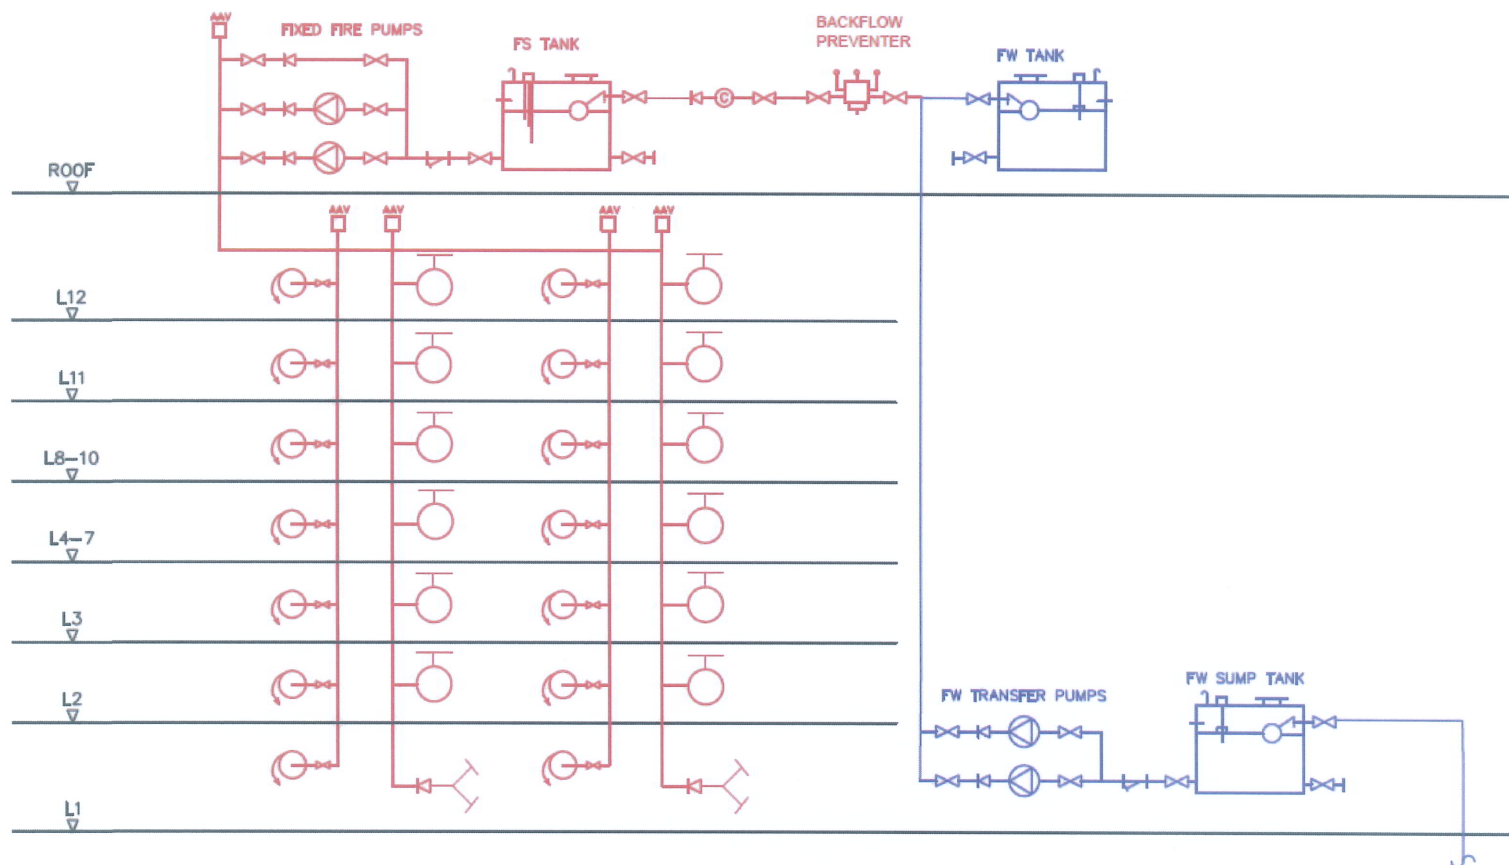 AAV
FIXED FIRE PUMPS
FS TANK
BACKFLOW
PREVENTER
FW TANK
C
ROOF
AAV AAV AAV AAV
L12
L11
L8-10
L4-7
L3
L2
FW TRANSFER PUMPS
FW SUMP TANK
L1